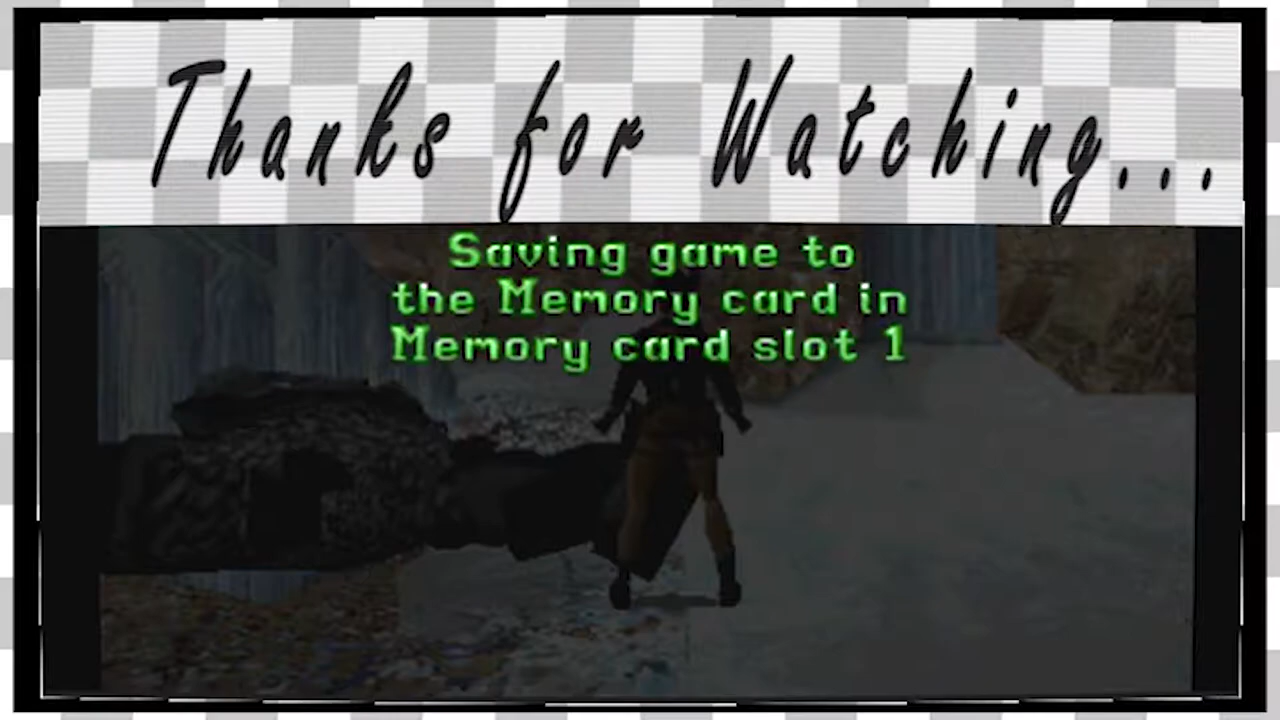 Thanks for Watching...
Saving game to
the Memory card in
Memory card slot 1